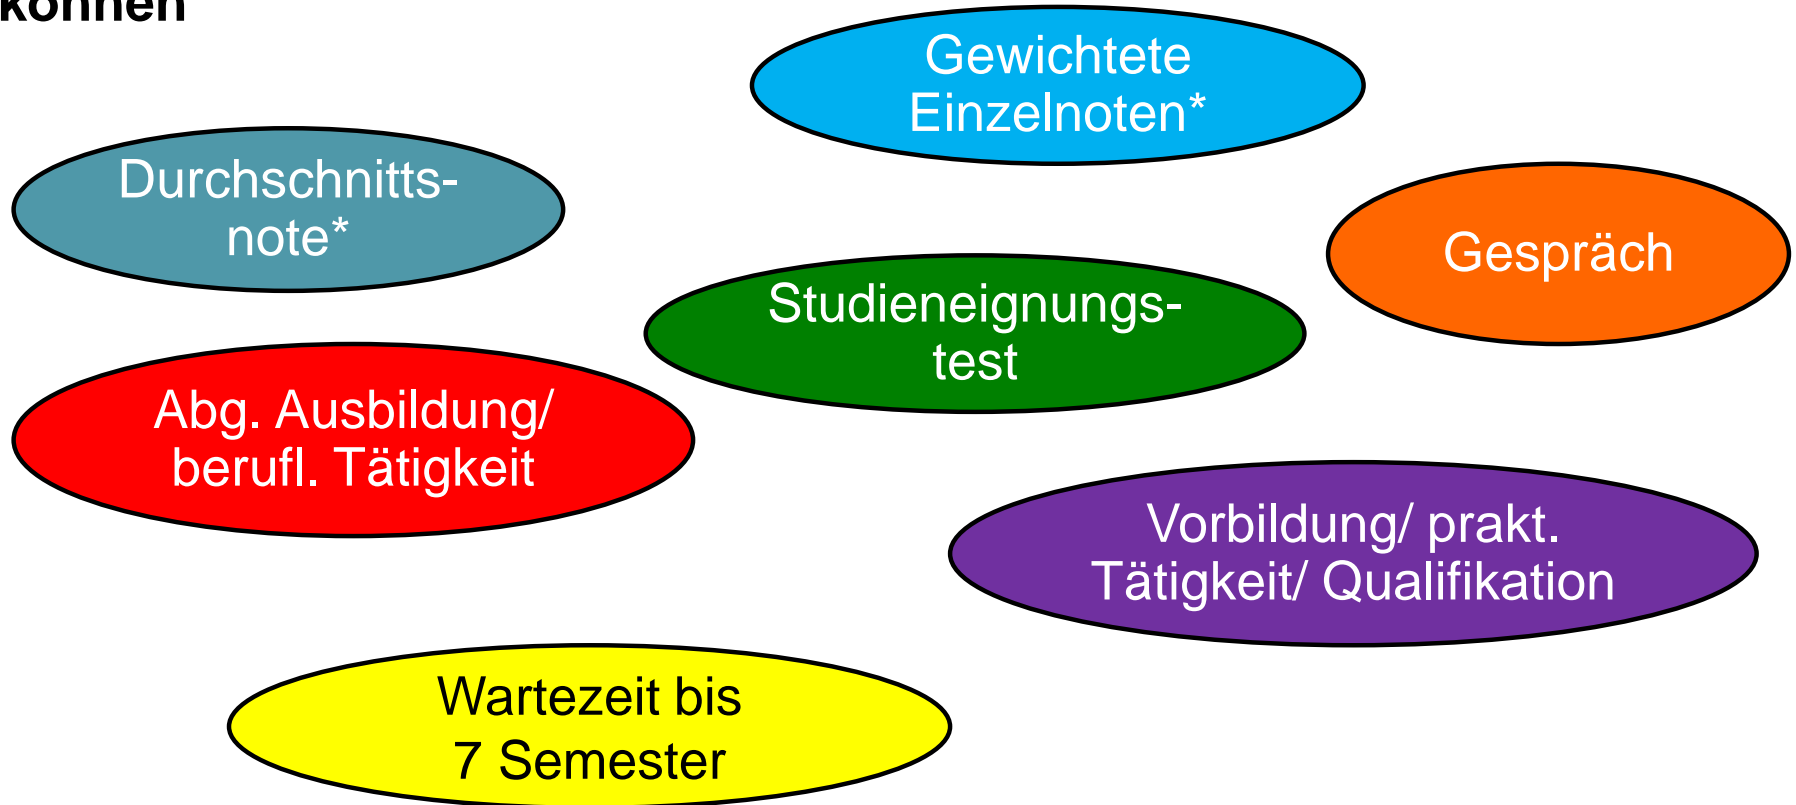 können
Gewichtete
Einzelnoten*
Durchschnitts-
note*
Gespräch
Studieneignungs-
test
Abg. Ausbildung/
berufl. Tätigkeit
Vorbildung/ prakt.
Tätigkeit/ Qualifikation
Wartezeit bis
7 Semester